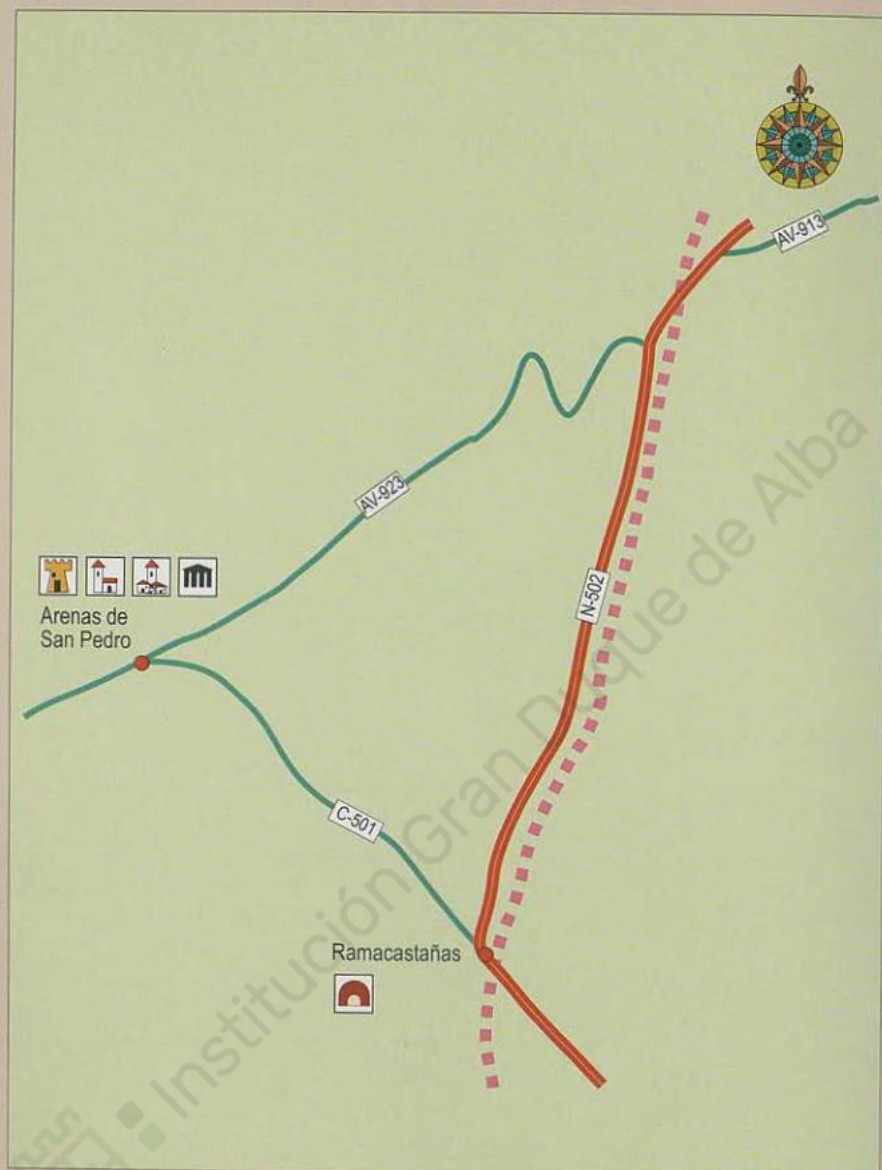 AV-913
AV-923
N-502
Arenas de
San Pedro
C-501
Ramacastañas
Institución Gran Duque de Alba